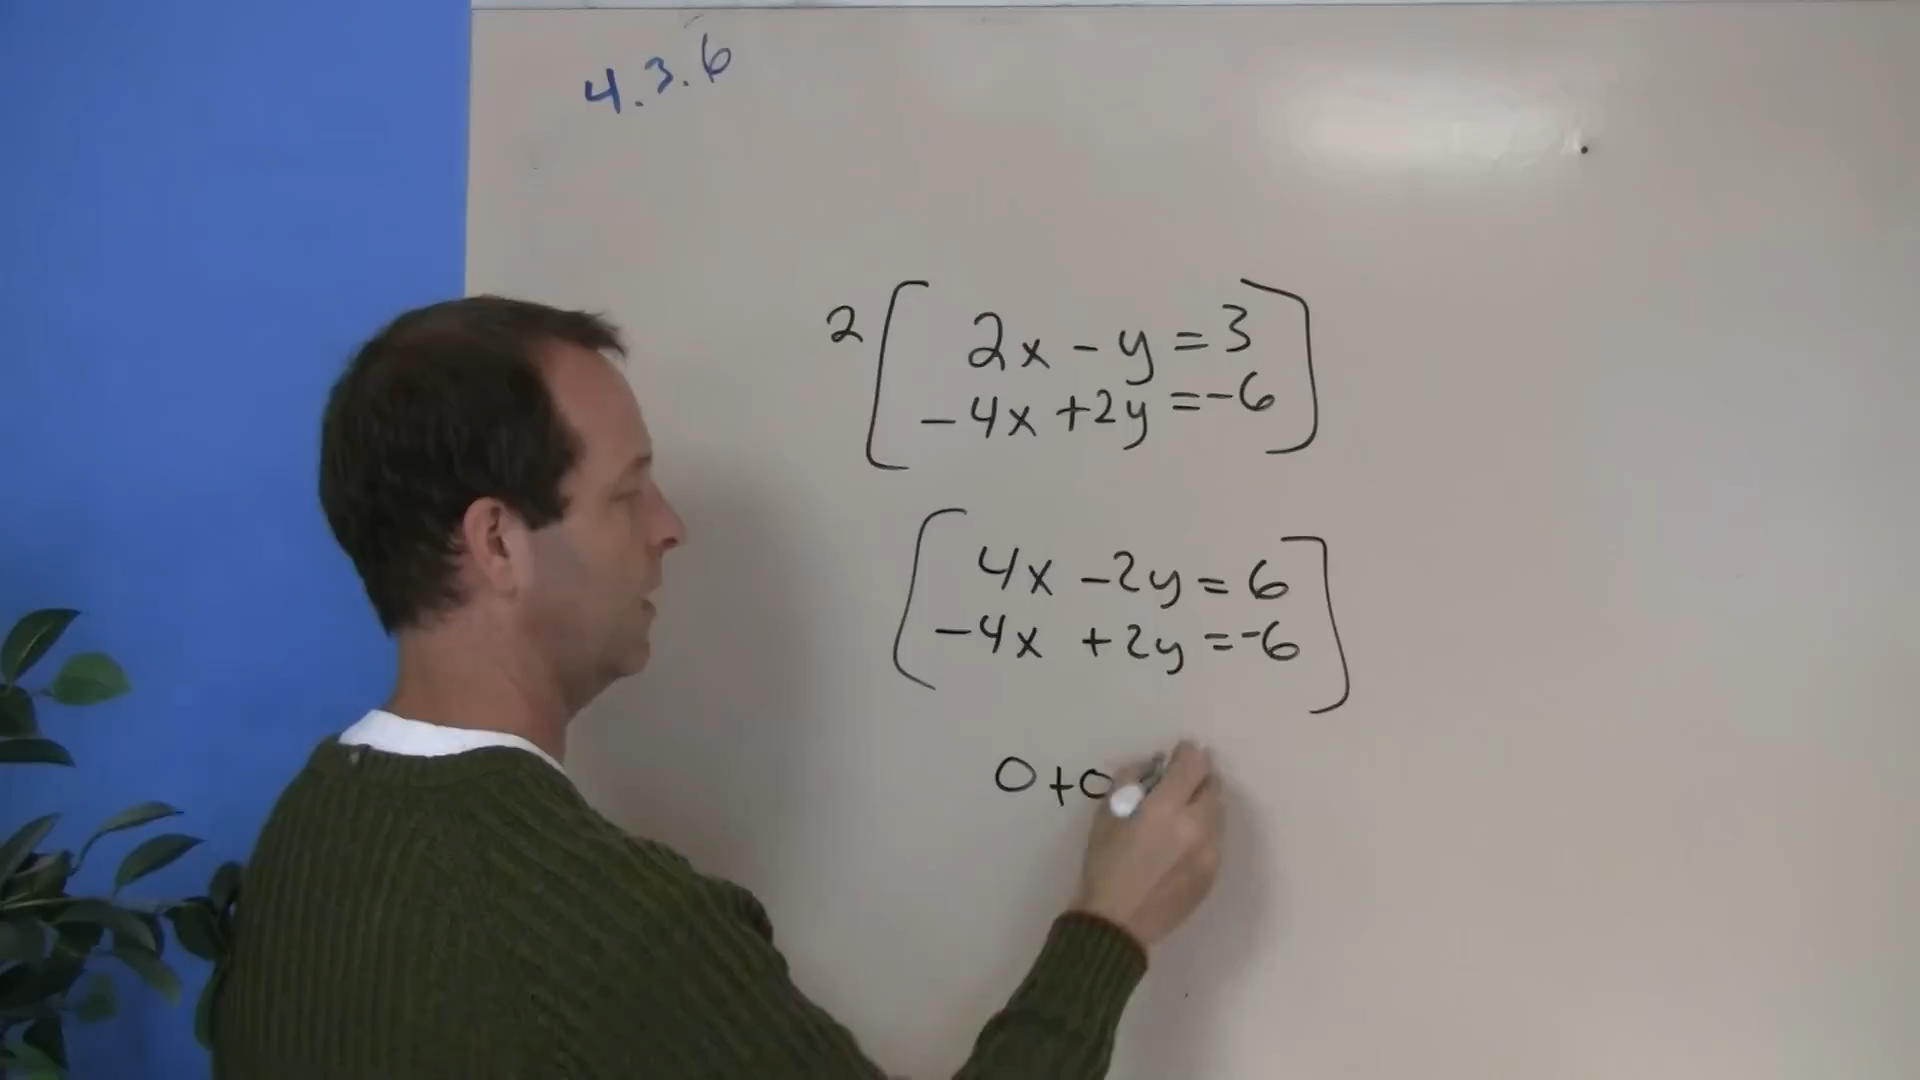 4.3.6
2 [ 2x - y = 3 ]
-4x + 2y = -6
[ 4x - 2y = 6 ]
-4x + 2y = -6
0 + 0